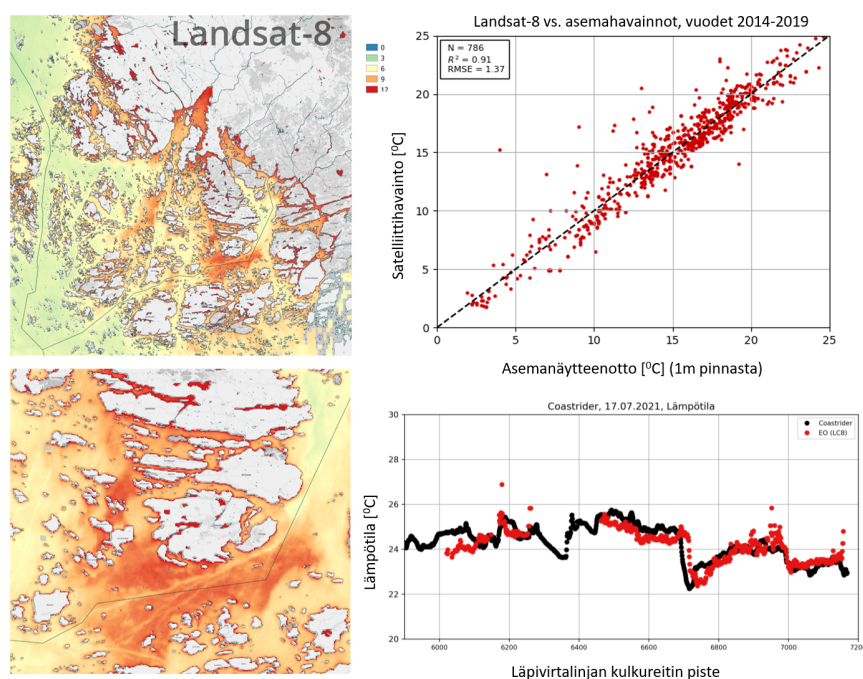 Landsat-8
0
3
6
9
12
Landsat-8 vs. asemahavainnot, vuodet 2014-2019
N = 786
R² = 0.91
RMSE = 1.37
25
20
15
10
5
0
Satelliittihavainto [⁰C]
0 5 10 15 20 25
Asemanäytteenotto [⁰C] (1m pinnasta)
Coastrider, 17.07.2021, Lämpötila
Coastrider
EO (LC8)
30
28
26
24
22
20
Lämpötila [⁰C]
6000 6200 6400 6600 6800 7000 720
Läpivirtalinjan kulkureitin piste